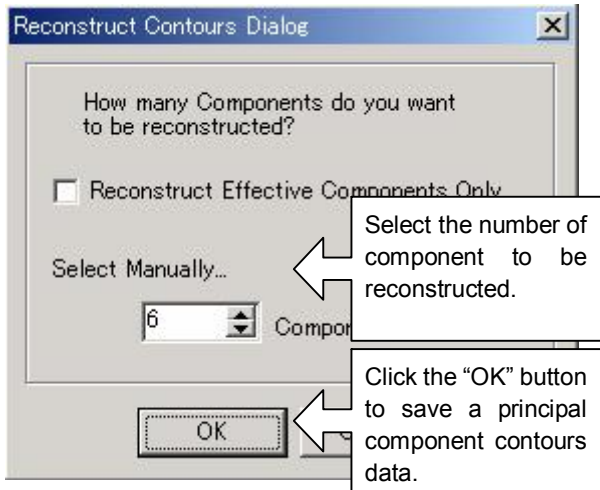 Reconstruct Contours Dialog
How many Components do you want
to be reconstructed?
Reconstruct Effective Components Only
Select Manually...
6
Select the number of
component to be
reconstructed.
OK
Click the “OK” button
to save a principal
component contours
data.